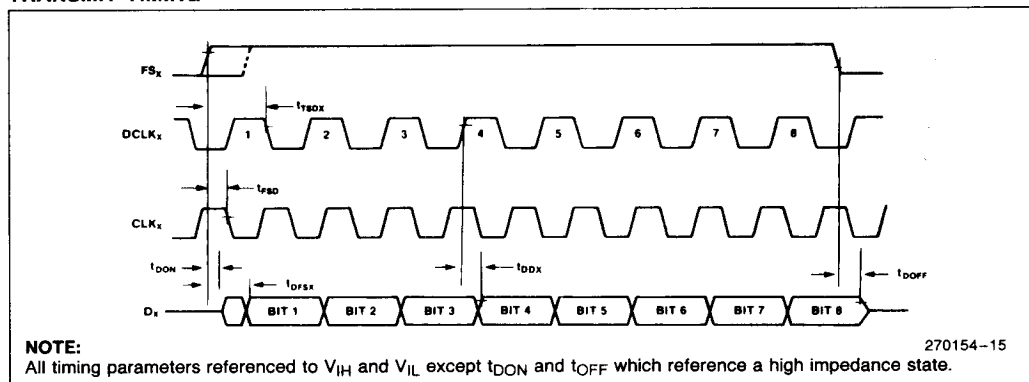 FSX
tTSDX
DCLKX
1 2 3 4 5 6 7 8
tFSD
CLKX
tDON
tDDX
tDOFF
tDFSX
DX
BIT 1 BIT 2 BIT 3 BIT 4 BIT 5 BIT 6 BIT 7 BIT 8
NOTE:
270154–15
All timing parameters referenced to VIH and VIL except tDON and tOFF which reference a high impedance state.